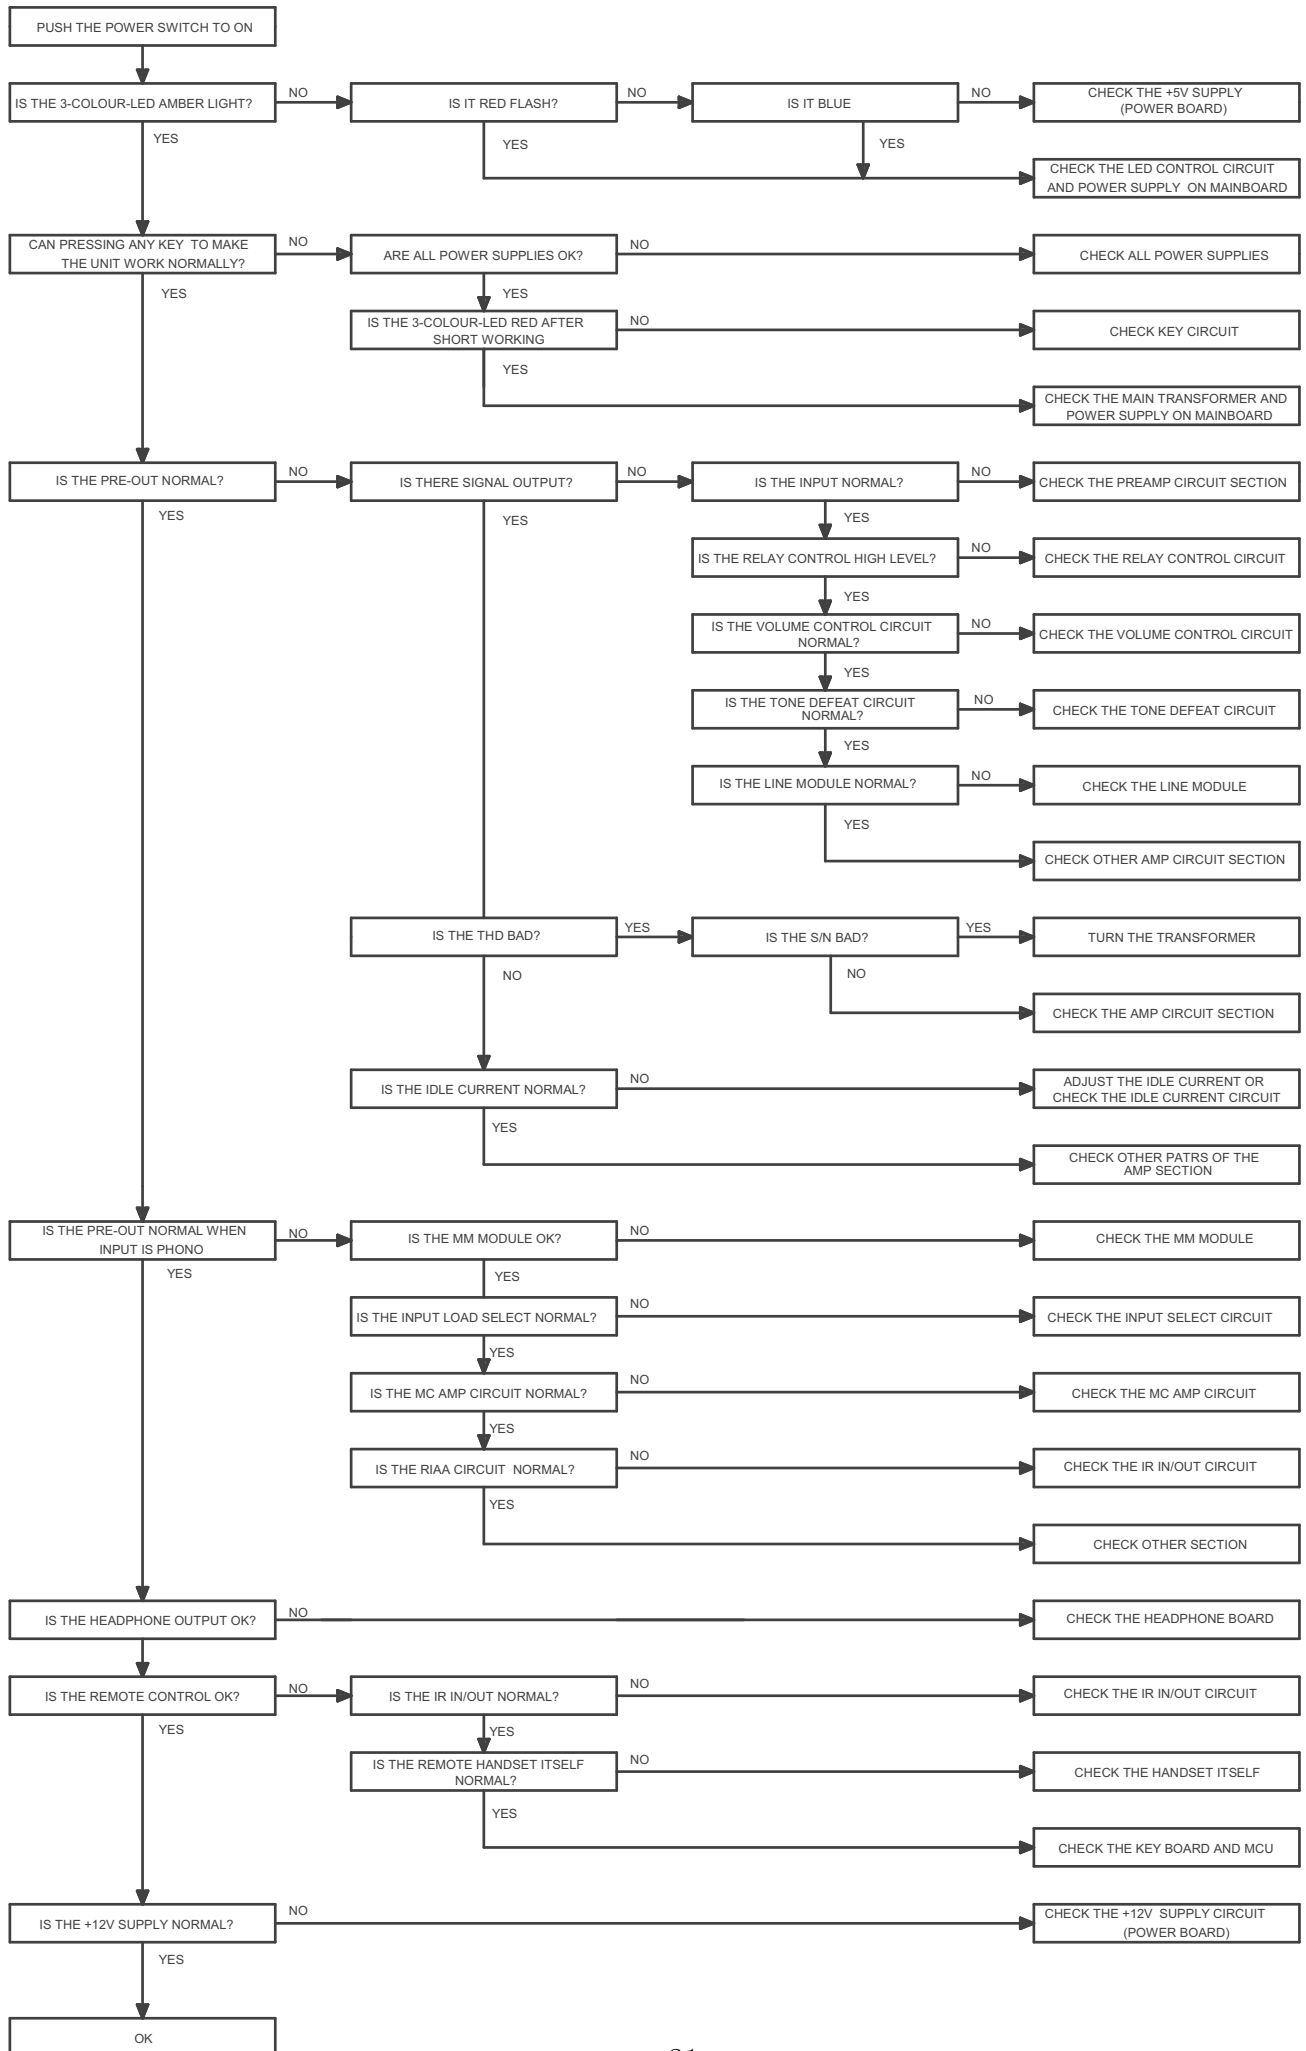 PUSH THE POWER SWITCH TO ON
IS THE 3-COLOUR-LED AMBER LIGHT?
NO
IS IT RED FLASH?
NO
IS IT BLUE
NO
CHECK THE +5V SUPPLY
(POWER BOARD)
YES
YES
YES
CHECK THE LED CONTROL CIRCUIT
AND POWER SUPPLY ON MAINBOARD
CAN PRESSING ANY KEY TO MAKE
THE UNIT WORK NORMALLY?
NO
ARE ALL POWER SUPPLIES OK?
NO
CHECK ALL POWER SUPPLIES
YES
YES
IS THE 3-COLOUR-LED RED AFTER
SHORT WORKING
NO
CHECK KEY CIRCUIT
YES
CHECK THE MAIN TRANSFORMER AND
POWER SUPPLY ON MAINBOARD
IS THE PRE-OUT NORMAL?
NO
IS THERE SIGNAL OUTPUT?
NO
IS THE INPUT NORMAL?
NO
CHECK THE PREAMP CIRCUIT SECTION
YES
YES
YES
IS THE RELAY CONTROL HIGH LEVEL?
NO
CHECK THE RELAY CONTROL CIRCUIT
YES
IS THE VOLUME CONTROL CIRCUIT
NORMAL?
NO
CHECK THE VOLUME CONTROL CIRCUIT
YES
IS THE TONE DEFEAT CIRCUIT
NORMAL?
NO
CHECK THE TONE DEFEAT CIRCUIT
YES
IS THE LINE MODULE NORMAL?
NO
CHECK THE LINE MODULE
YES
CHECK OTHER AMP CIRCUIT SECTION
IS THE THD BAD?
YES
IS THE S/N BAD?
YES
TURN THE TRANSFORMER
NO
NO
CHECK THE AMP CIRCUIT SECTION
IS THE IDLE CURRENT NORMAL?
NO
ADJUST THE IDLE CURRENT OR
CHECK THE IDLE CURRENT CIRCUIT
YES
CHECK OTHER PATRS OF THE
AMP SECTION
IS THE PRE-OUT NORMAL WHEN
INPUT IS PHONO
NO
IS THE MM MODULE OK?
NO
CHECK THE MM MODULE
YES
YES
IS THE INPUT LOAD SELECT NORMAL?
NO
CHECK THE INPUT SELECT CIRCUIT
YES
IS THE MC AMP CIRCUIT NORMAL?
NO
CHECK THE MC AMP CIRCUIT
YES
IS THE RIAA CIRCUIT NORMAL?
NO
CHECK THE IR IN/OUT CIRCUIT
YES
CHECK OTHER SECTION
IS THE HEADPHONE OUTPUT OK?
NO
CHECK THE HEADPHONE BOARD
IS THE REMOTE CONTROL OK?
NO
IS THE IR IN/OUT NORMAL?
NO
CHECK THE IR IN/OUT CIRCUIT
YES
YES
IS THE REMOTE HANDSET ITSELF
NORMAL?
NO
CHECK THE HANDSET ITSELF
YES
CHECK THE KEY BOARD AND MCU
IS THE +12V SUPPLY NORMAL?
NO
CHECK THE +12V SUPPLY CIRCUIT
(POWER BOARD)
YES
OK